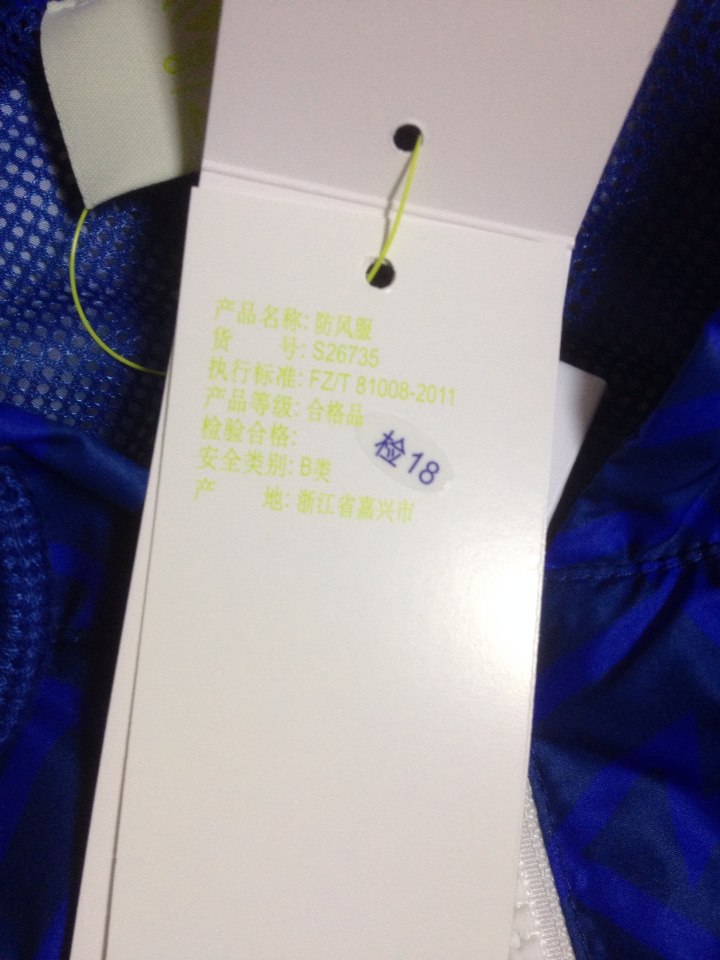 产品名称: 防风服
货 号: S26735
执行标准: FZ/T 81008-2011
产品等级: 合格品
检验合格:
检18
安全类别: B类
产 地: 浙江省嘉兴市